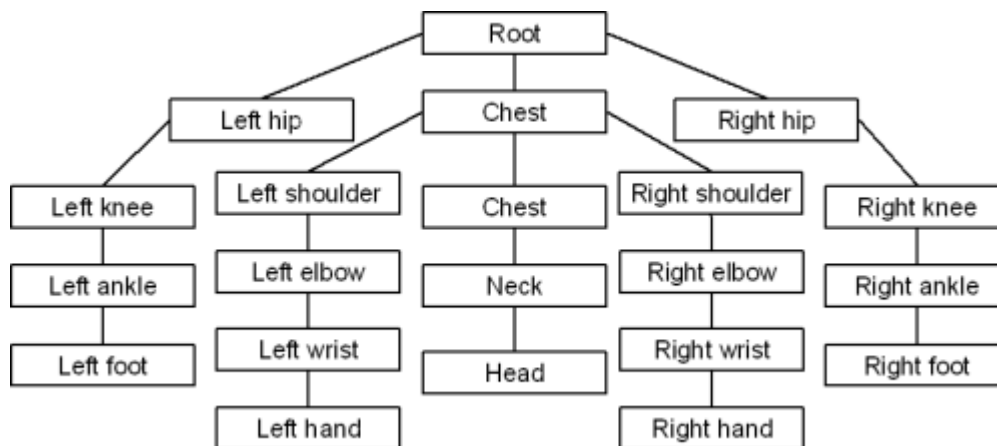 Root
Left hip
Chest
Right hip
Left knee
Left shoulder
Chest
Right shoulder
Right knee
Left ankle
Left elbow
Neck
Right elbow
Right ankle
Left foot
Left wrist
Head
Right wrist
Right foot
Left hand
Right hand